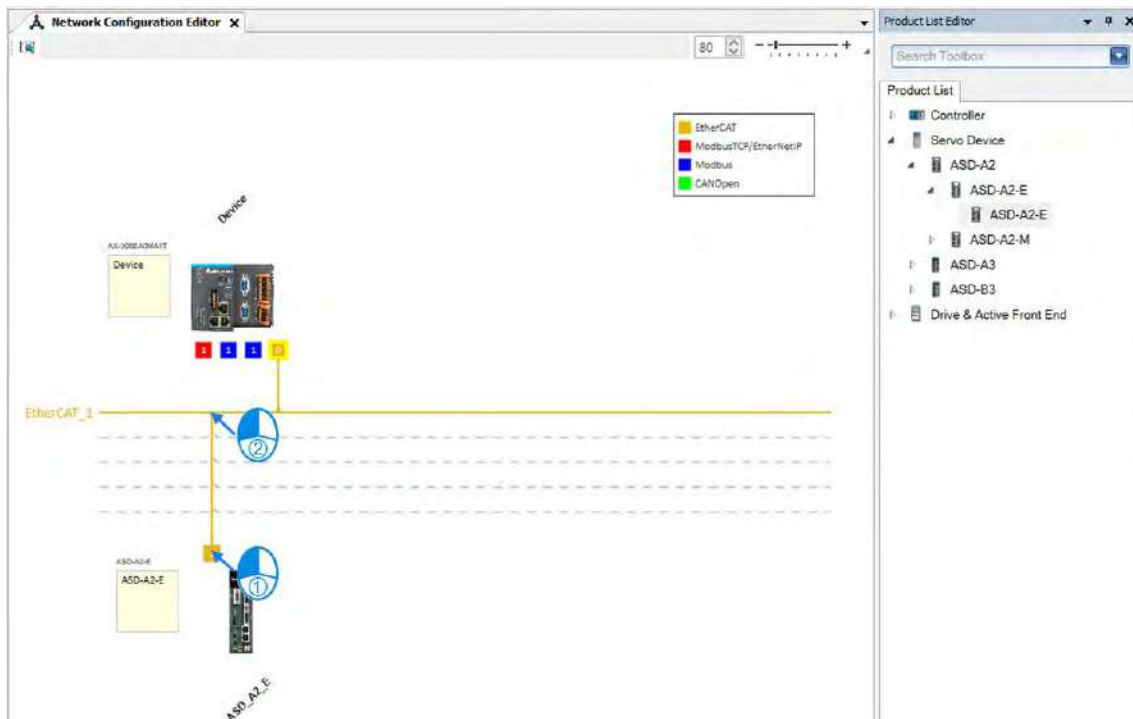 Network Configuration Editor
Product List Editor
80
Search Toolbox
Product List
Controller
Servo Device
ASD-A2
ASD-A2-E
ASD-A2-E
ASD-A2-M
ASD-A3
ASD-B3
Drive & Active Front End
EtherCAT
ModbusTCP/EtherNetIP
Modbus
CANOpen
Device
Device
1 1 1
EtherCAT_1
②
①
ASD-A2-E
ASD-A2-E
ASD_A2_E